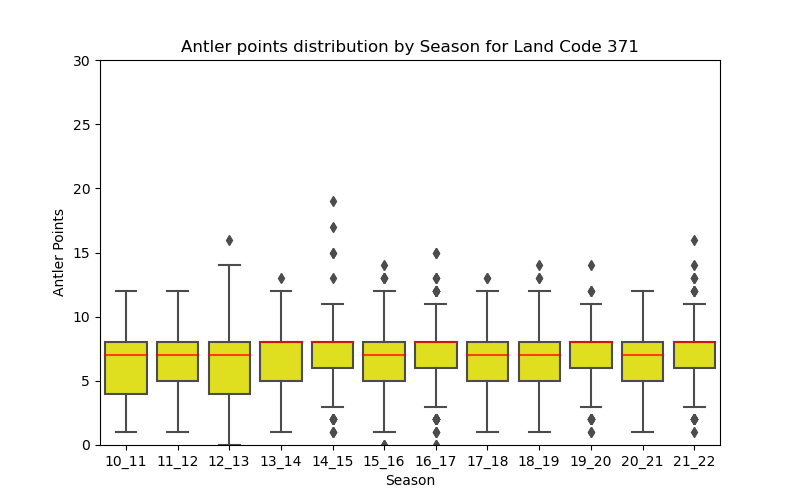 Antler points distribution by Season for Land Code 371
30
25
20
15
10
5
0
Antler Points
10_11 11_12 12_13 13_14 14_15 15_16 16_17 17_18 18_19 19_20 20_21 21_22
Season